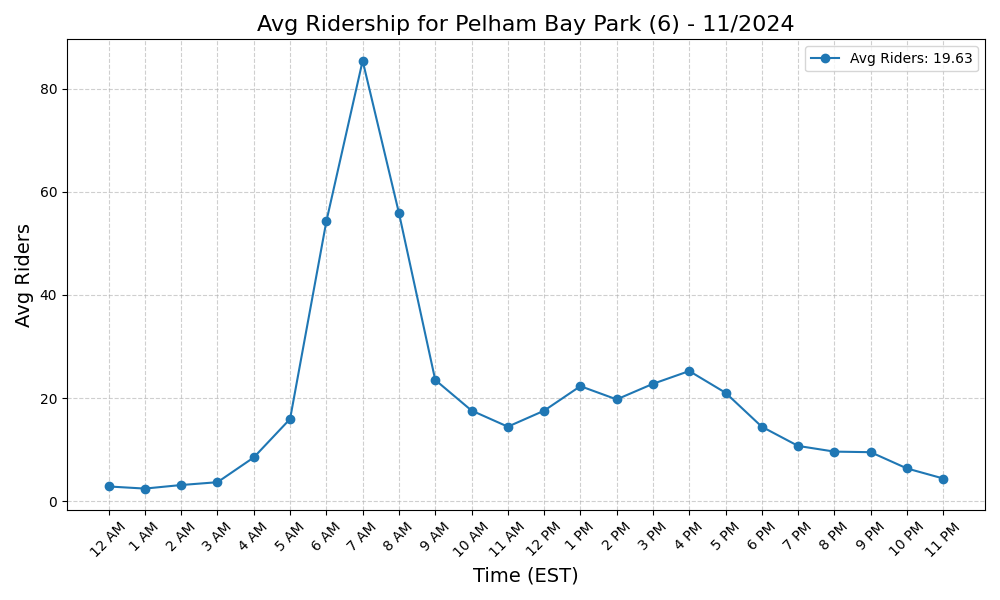 Avg Ridership for Pelham Bay Park (6) - 11/2024
Avg Riders: 19.63
Avg Riders
80
60
40
20
0
12 AM
1 AM
2 AM
3 AM
4 AM
5 AM
6 AM
7 AM
8 AM
9 AM
10 AM
11 AM
12 PM
1 PM
2 PM
3 PM
4 PM
5 PM
6 PM
7 PM
8 PM
9 PM
10 PM
11 PM
Time (EST)